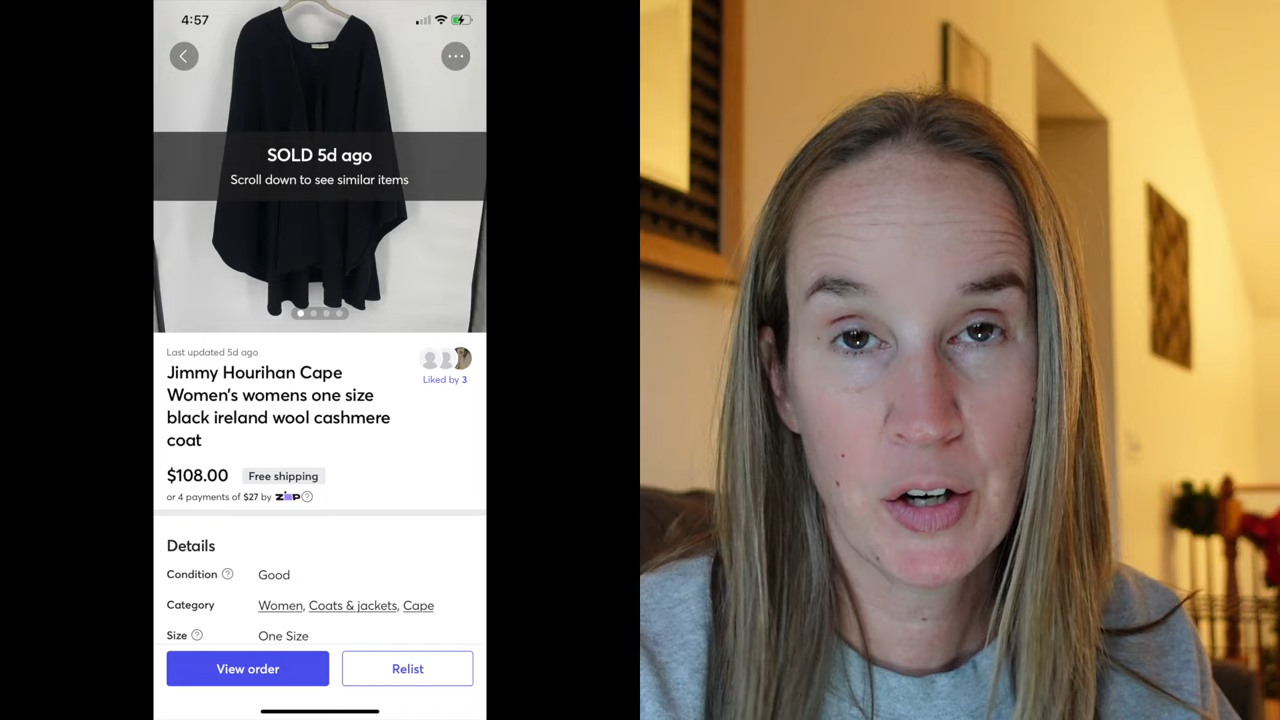 4:57
SOLD 5d ago
Scroll down to see similar items
Last updated 5d ago
Jimmy Hourihan Cape
Women's womens one size
black ireland wool cashmere
coat
Liked by 3
$108.00 Free shipping
or 4 payments of $27 by ZIP ?
Details
Condition ? Good
Category Women, Coats & jackets, Cape
Size ? One Size
View order Relist